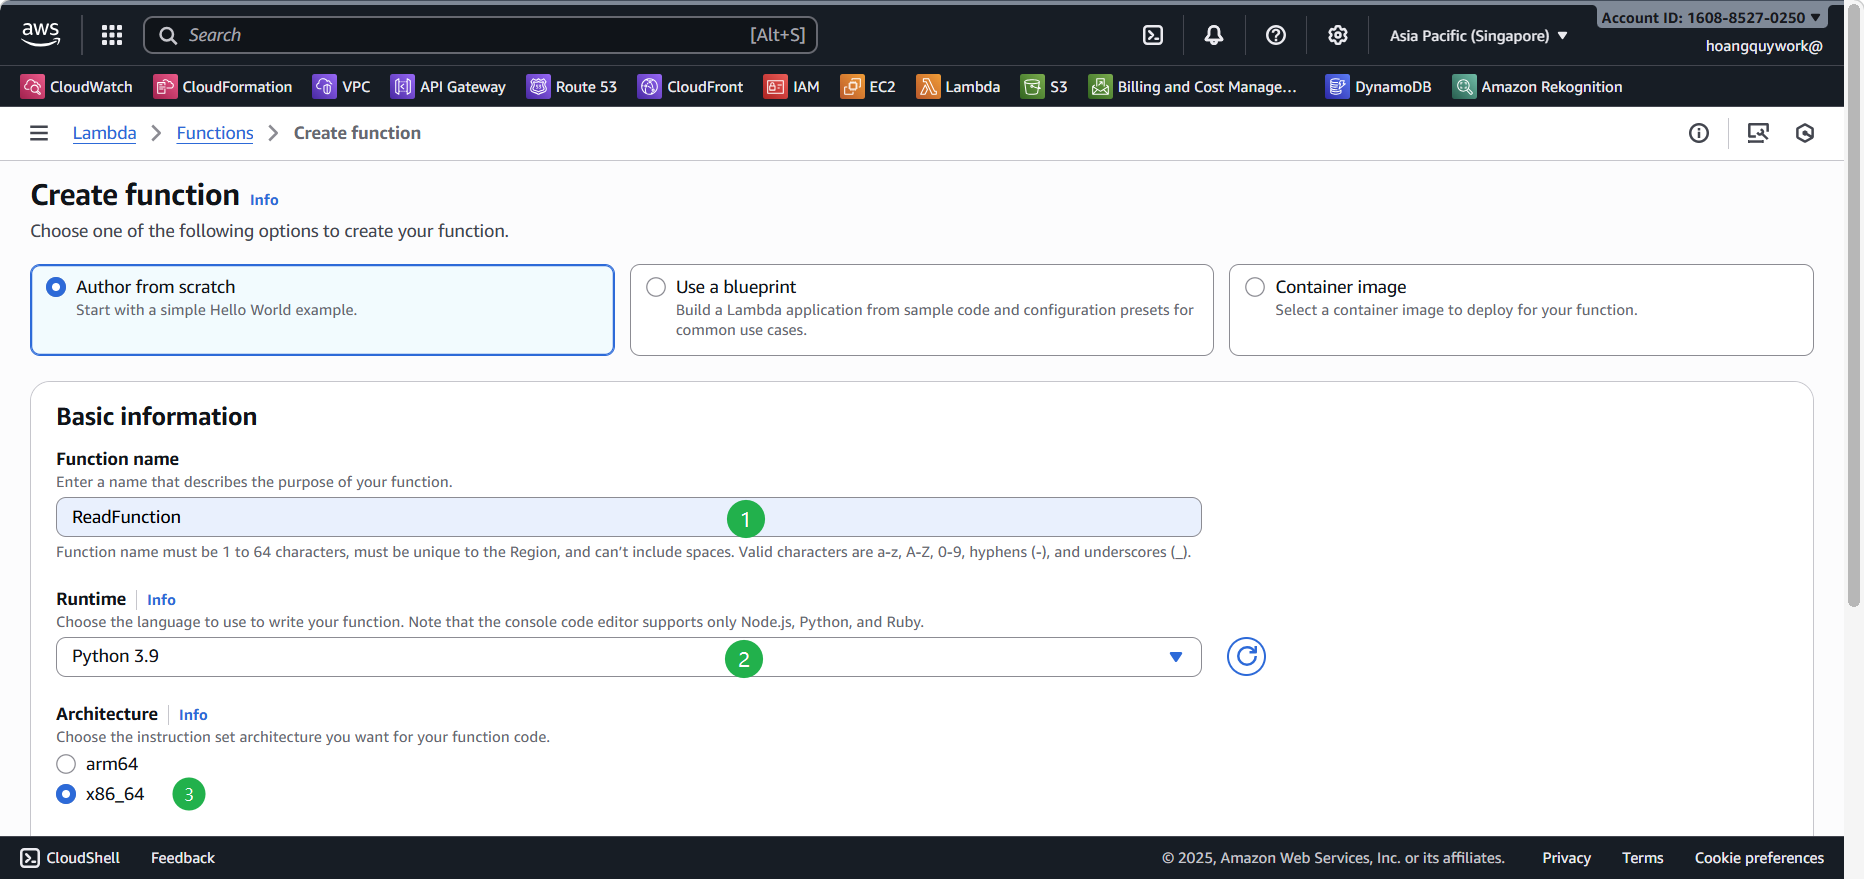 aws
Search [Alt+S]
Asia Pacific (Singapore)
Account ID: 1608-8527-0250
hoangquywork@
CloudWatch CloudFormation VPC API Gateway Route 53 CloudFront IAM EC2 Lambda S3 Billing and Cost Manage... DynamoDB Amazon Rekognition
Lambda Functions Create function
Create function Info
Choose one of the following options to create your function.
Author from scratch
Start with a simple Hello World example.
Use a blueprint
Build a Lambda application from sample code and configuration presets for
common use cases.
Container image
Select a container image to deploy for your function.
Basic information
Function name
Enter a name that describes the purpose of your function.
ReadFunction 1
Function name must be 1 to 64 characters, must be unique to the Region, and can't include spaces. Valid characters are a-z, A-Z, 0-9, hyphens (-), and underscores (_).
Runtime Info
Choose the language to use to write your function. Note that the console code editor supports only Node.js, Python, and Ruby.
Python 3.9 2
Architecture Info
Choose the instruction set architecture you want for your function code.
arm64
x86_64 3
CloudShell Feedback © 2025, Amazon Web Services, Inc. or its affiliates. Privacy Terms Cookie preferences